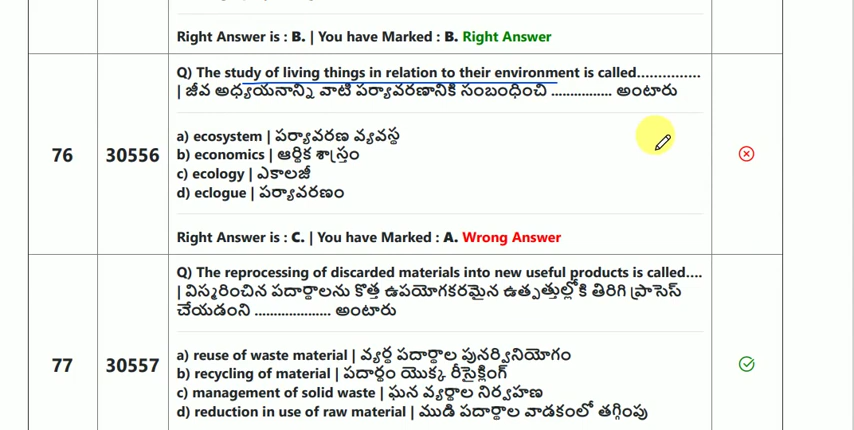 Right Answer is : B. | You have Marked : B. Right Answer
76
30556
Q) The study of living things in relation to their environment is called...............
| జీవ అధ్యయనాన్ని వాటి పర్యావరణానికి సంబంధించి ................ అంటారు
a) ecosystem | పర్యావరణ వ్యవస్థ
b) economics | ఆర్థిక శాస్త్రం
c) ecology | ఎకాలజీ
d) eclogue | పర్యావరణం
Right Answer is : C. | You have Marked : A. Wrong Answer
77
30557
Q) The reprocessing of discarded materials into new useful products is called....
| విస్మరించిన పదార్థాలను కొత్త ఉపయోగకరమైన ఉత్పత్తుల్లోకి తిరిగి ప్రాసెస్
చేయడంని .................... అంటారు
a) reuse of waste material | వ్యర్థ పదార్థాల పునర్వినియోగం
b) recycling of material | పదార్థం యొక్క రీసైక్లింగ్
c) management of solid waste | ఘన వ్యర్థాల నిర్వహణ
d) reduction in use of raw material | ముడి పదార్థాల వాడకంలో తగ్గింపు